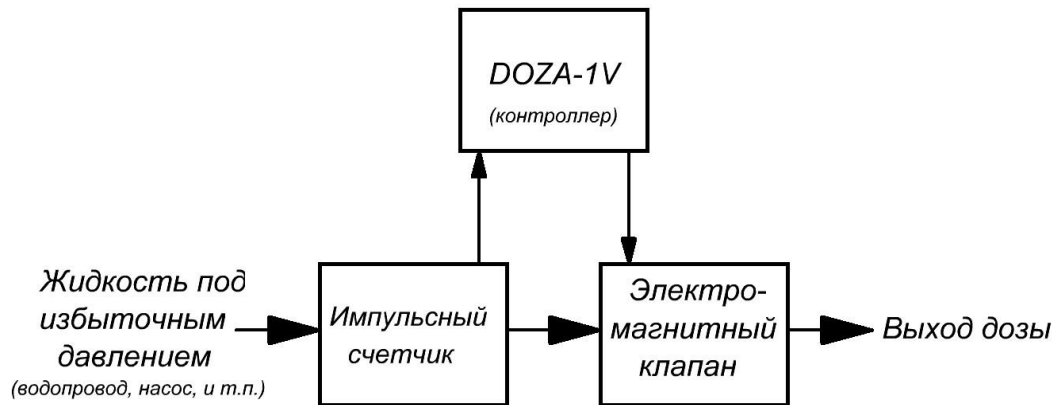 DOZA-1V
(контроллер)
Жидкость под
избыточным
давлением
(водопровод, насос, и т.п.)
Импульсный
счетчик
Электро-
магнитный
клапан
Выход дозы